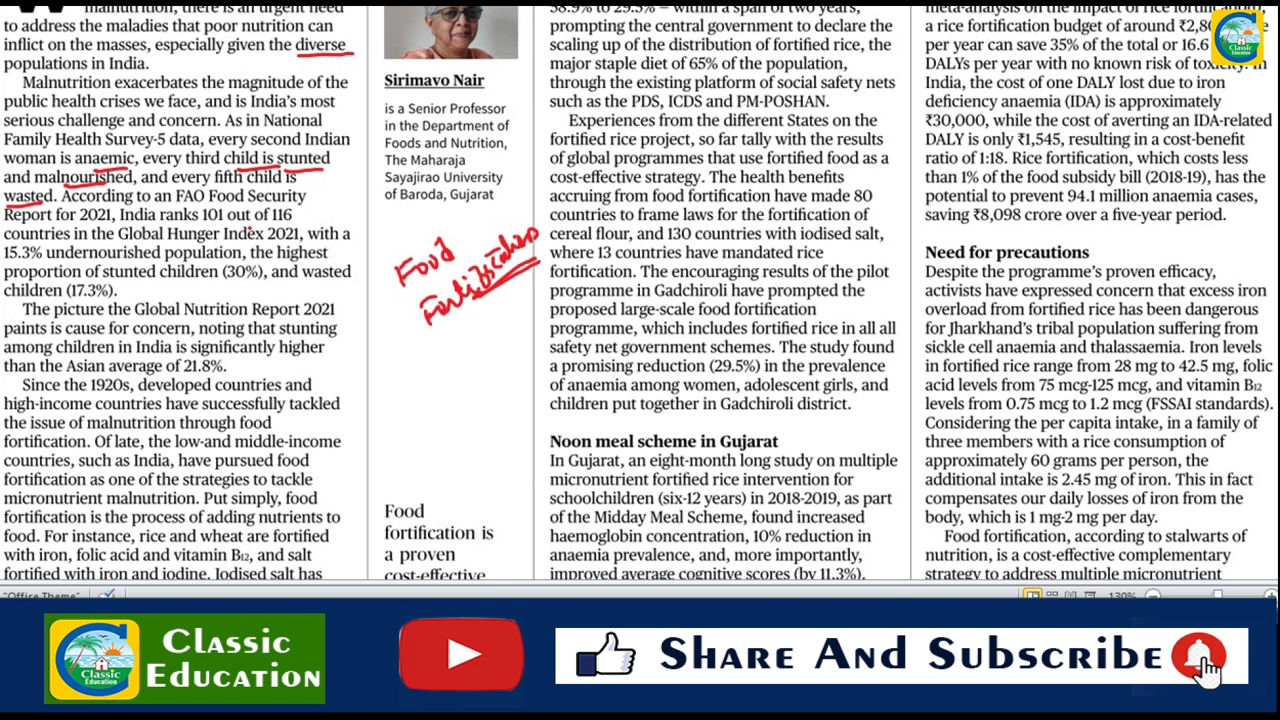 malnutrition, there is an urgent need
to address the maladies that poor nutrition can
inflict on the masses, especially given the diverse
populations in India.
Malnutrition exacerbates the magnitude of the
public health crises we face, and is India's most
serious challenge and concern. As in National
Family Health Survey-5 data, every second Indian
woman is anaemic, every third child is stunted
and malnourished, and every fifth child is
wasted. According to an FAO Food Security
Report for 2021, India ranks 101 out of 116
countries in the Global Hunger Index 2021, with a
15.3% undernourished population, the highest
proportion of stunted children (30%), and wasted
children (17.3%).
The picture the Global Nutrition Report 2021
paints is cause for concern, noting that stunting
among children in India is significantly higher
than the Asian average of 21.8%.
Since the 1920s, developed countries and
high-income countries have successfully tackled
the issue of malnutrition through food
fortification. Of late, the low-and middle-income
countries, such as India, have pursued food
fortification as one of the strategies to tackle
micronutrient malnutrition. Put simply, food
fortification is the process of adding nutrients to
food. For instance, rice and wheat are fortified
with iron, folic acid and vitamin B12, and salt
fortified with iron and iodine. Iodised salt has
Sirimavo Nair
is a Senior Professor
in the Department of
Foods and Nutrition,
The Maharaja
Sayajirao University
of Baroda, Gujarat
Food
Fortification
Food
fortification is
a proven
cost-effective
38.9% to 29.5% — within a span of two years,
prompting the central government to declare the
scaling up of the distribution of fortified rice, the
major staple diet of 65% of the population,
through the existing platform of social safety nets
such as the PDS, ICDS and PM-POSHAN.
Experiences from the different States on the
fortified rice project, so far tally with the results
of global programmes that use fortified food as a
cost-effective strategy. The health benefits
accruing from food fortification have made 80
countries to frame laws for the fortification of
cereal flour, and 130 countries with iodised salt,
where 13 countries have mandated rice
fortification. The encouraging results of the pilot
programme in Gadchiroli have prompted the
proposed large-scale food fortification
programme, which includes fortified rice in all all
safety net government schemes. The study found
a promising reduction (29.5%) in the prevalence
of anaemia among women, adolescent girls, and
children put together in Gadchiroli district.
Noon meal scheme in Gujarat
In Gujarat, an eight-month long study on multiple
micronutrient fortified rice intervention for
schoolchildren (six-12 years) in 2018-2019, as part
of the Midday Meal Scheme, found increased
haemoglobin concentration, 10% reduction in
anaemia prevalence, and, more importantly,
improved average cognitive scores (by 11.3%).
meta-analysis on the impact of rice fortification,
a rice fortification budget of around
per year can save 35% of the total or 16.6
DALYs per year with no known risk of toxicity. In
India, the cost of one DALY lost due to iron
deficiency anaemia (IDA) is approximately
₹30,000, while the cost of averting an IDA-related
DALY is only ₹1,545, resulting in a cost-benefit
ratio of 1:18. Rice fortification, which costs less
than 1% of the food subsidy bill (2018-19), has the
potential to prevent 94.1 million anaemia cases,
saving ₹8,098 crore over a five-year period.
Need for precautions
Despite the programme's proven efficacy,
activists have expressed concern that excess iron
overload from fortified rice has been dangerous
for Jharkhand's tribal population suffering from
sickle cell anaemia and thalassaemia. Iron levels
in fortified rice range from 28 mg to 42.5 mg, folic
acid levels from 75 mcg-125 mcg, and vitamin B12
levels from 0.75 mcg to 1.2 mcg (FSSAI standards).
Considering the per capita intake, in a family of
three members with a rice consumption of
approximately 60 grams per person, the
additional intake is 2.45 mg of iron. This in fact
compensates our daily losses of iron from the
body, which is 1 mg-2 mg per day.
Food fortification, according to stalwarts of
nutrition, is a cost-effective complementary
strategy to address multiple micronutrient
Classic
Education
"Office Theme"
130%
Classic
Education
Classic
Education
Share And Subscribe